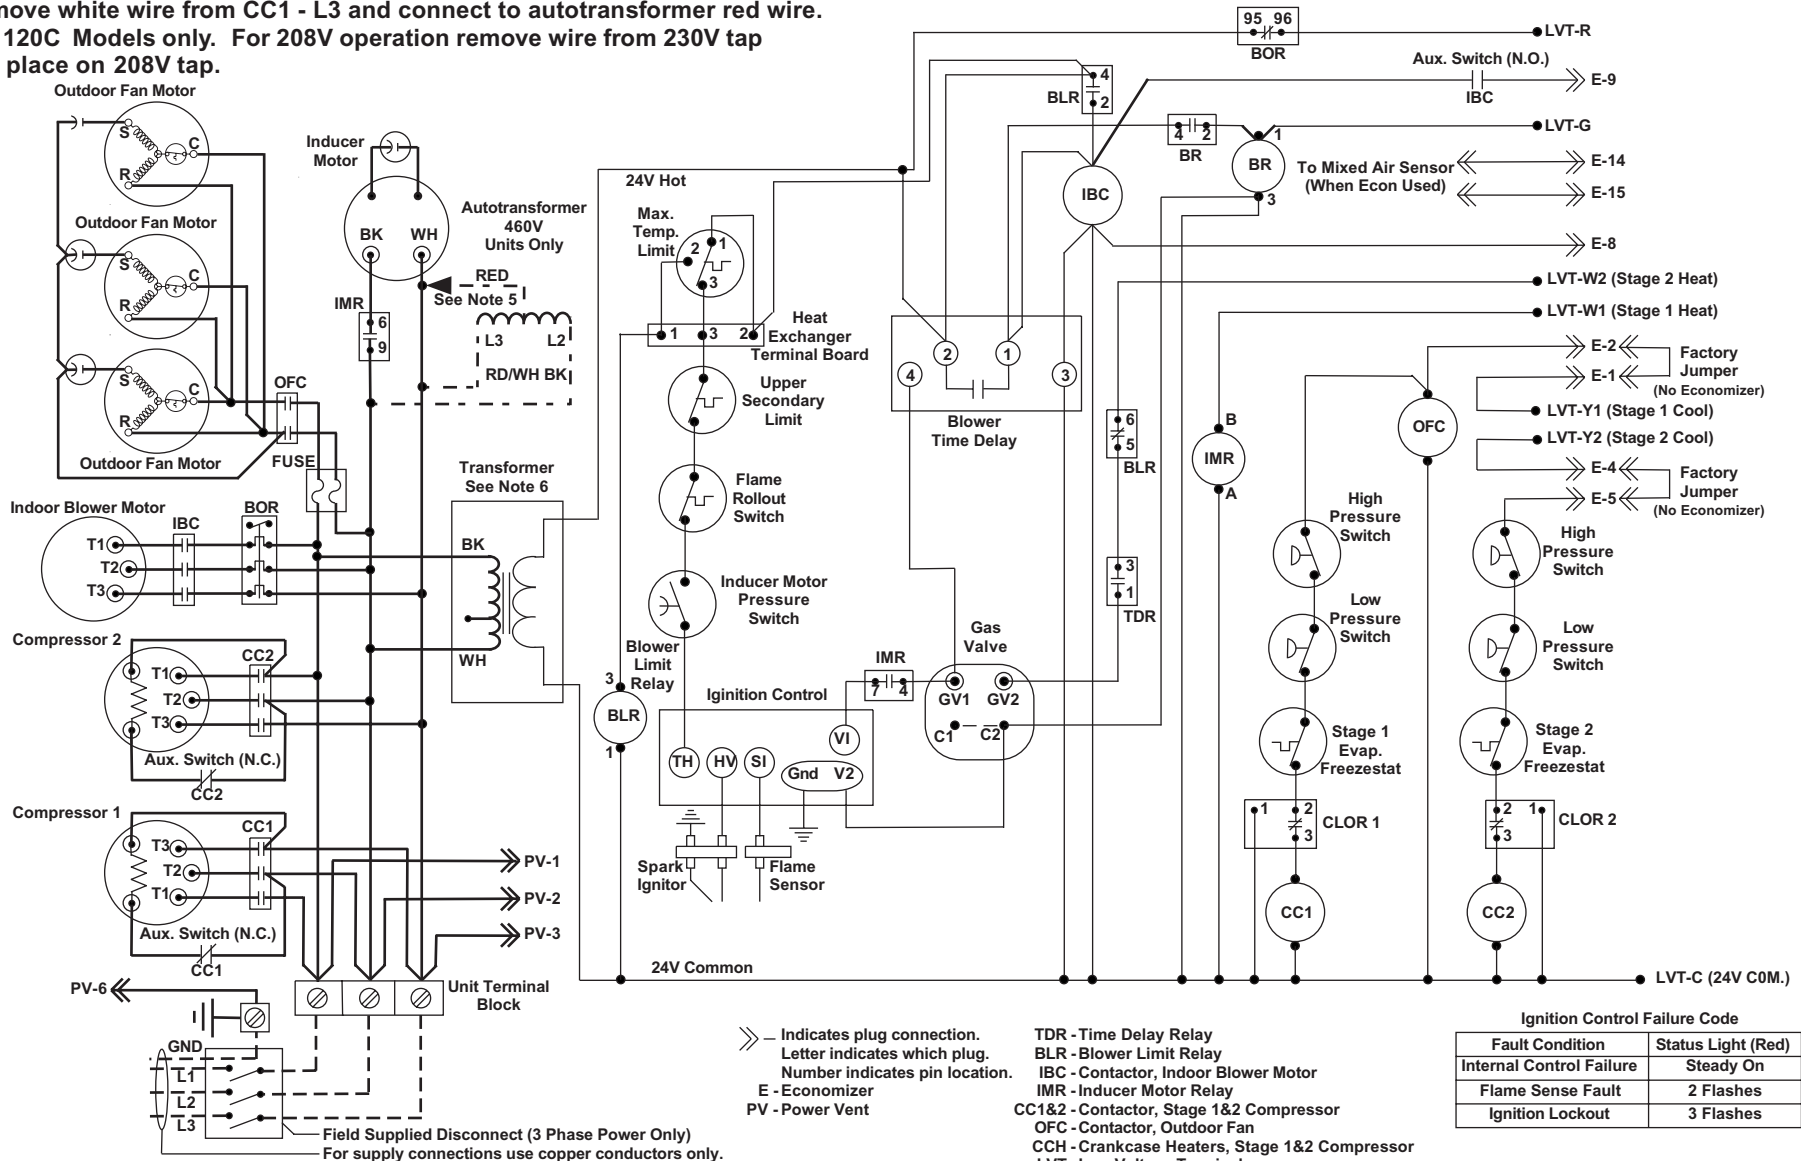 move white wire from CC1 - L3 and connect to autotransformer red wire.
120C Models only. For 208V operation remove wire from 230V tap
place on 208V tap.
Outdoor Fan Motor
S
C
R
Outdoor Fan Motor
S
C
R
S
C
R
Outdoor Fan Motor
OFC
FUSE
Inducer
Motor
BK
WH
IMR
6
9
Autotransformer
460V
Units Only
RED
See Note 5
L3
L2
RD/WH BK
Indoor Blower Motor
IBC
BOR
T1
T2
T3
Compressor 2
CC2
T1
T2
T3
Aux. Switch (N.C.)
CC2
Compressor 1
CC1
T3
T2
T1
Aux. Switch (N.C.)
CC1
PV-1
PV-2
PV-3
PV-6
Unit Terminal
Block
GND
L1
L2
L3
Field Supplied Disconnect (3 Phase Power Only)
For supply connections use copper conductors only.
Transformer
See Note 6
BK
WH
24V Hot
24V Common
Max.
Temp.
Limit
2
1
3
1
3
2
Heat
Exchanger
Terminal Board
Upper
Secondary
Limit
Flame
Rollout
Switch
Inducer Motor
Pressure
Switch
Blower
Limit
Relay
3
BLR
1
Iginition Control
TH
HV
SI
VI
Gnd V2
Spark
Ignitor
Flame
Sensor
IMR
7
4
Gas
Valve
GV1
GV2
C1
C2
BLR
4
2
IBC
2
1
4
3
Blower
Time Delay
6
5
BLR
3
1
TDR
95 96
BOR
4
2
BR
BR
1
3
LVT-R
Aux. Switch (N.O.)
IBC
E-9
LVT-G
To Mixed Air Sensor
(When Econ Used)
E-14
E-15
E-8
LVT-W2 (Stage 2 Heat)
LVT-W1 (Stage 1 Heat)
E-2
E-1
Factory
Jumper
(No Economizer)
LVT-Y1 (Stage 1 Cool)
LVT-Y2 (Stage 2 Cool)
E-4
E-5
Factory
Jumper
(No Economizer)
B
IMR
A
OFC
High
Pressure
Switch
Low
Pressure
Switch
Stage 1
Evap.
Freezestat
1
2
3
CLOR 1
CC1
High
Pressure
Switch
Low
Pressure
Switch
Stage 2
Evap.
Freezestat
2
1
3
CLOR 2
CC2
LVT-C (24V C0M.)
– Indicates plug connection.
Letter indicates which plug.
Number indicates pin location.
E - Economizer
PV - Power Vent
TDR - Time Delay Relay
BLR - Blower Limit Relay
IBC - Contactor, Indoor Blower Motor
IMR - Inducer Motor Relay
CC1&2 - Contactor, Stage 1&2 Compressor
OFC - Contactor, Outdoor Fan
CCH - Crankcase Heaters, Stage 1&2 Compressor
Ignition Control Failure Code
Fault Condition Status Light (Red)
Internal Control Failure Steady On
Flame Sense Fault 2 Flashes
Ignition Lockout 3 Flashes